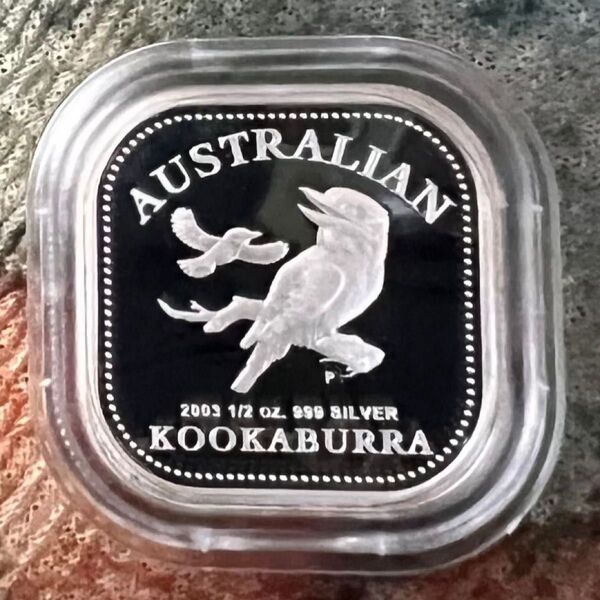 AUSTRALIAN
P
2003 1/2 oz. 999 SILVER
KOOKABURRA